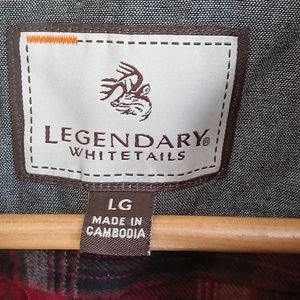 LEGENDARY®
WHITETAILS
LG
MADE IN
CAMBODIA